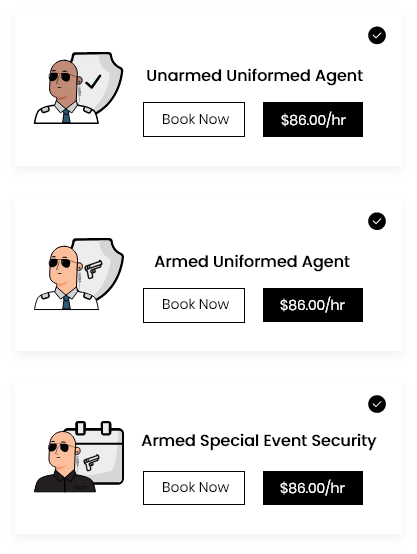 Unarmed Uniformed Agent
Book Now
$86.00/hr
Armed Uniformed Agent
Book Now
$86.00/hr
Armed Special Event Security
Book Now
$86.00/hr